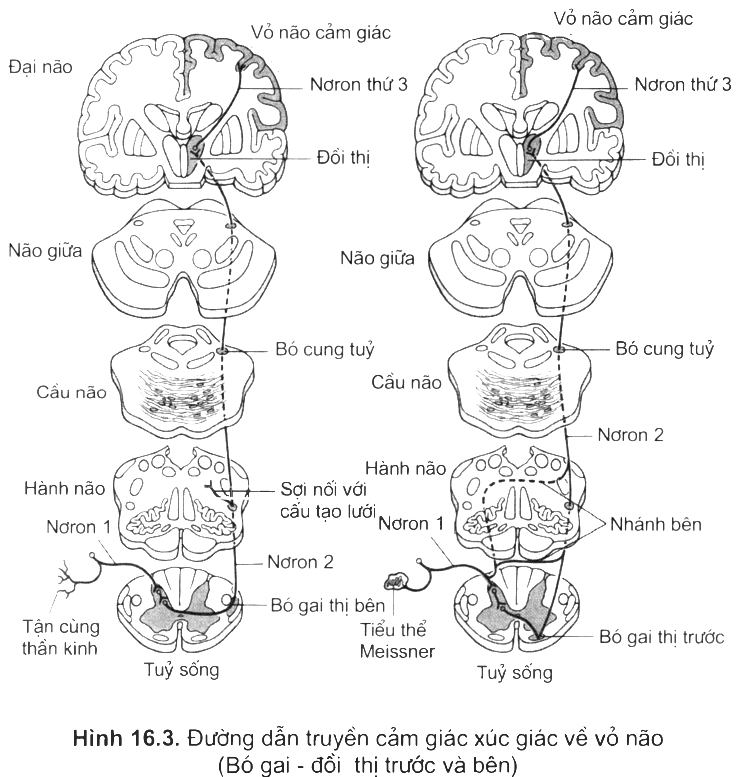 Vỏ não cảm giác
Đại não
Nơron thứ 3
Đồi thị
Não giữa
Bó cung tuỷ
Cầu não
Hành não
Sợi nối với
cấu tạo lưới
Nơron 1
Nơron 2
Bó gai thị bên
Tận cùng
thần kinh
Tuỷ sống
Vỏ não cảm giác
Nơron thứ 3
Đồi thị
Não giữa
Bó cung tuỷ
Cầu não
Nơron 2
Hành não
Nơron 1
Nhánh bên
Tiểu thể
Meissner
Bó gai thị trước
Tuỷ sống
Hình 16.3. Đường dẫn truyền cảm giác xúc giác về vỏ não
(Bó gai - đồi thị trước và bên)